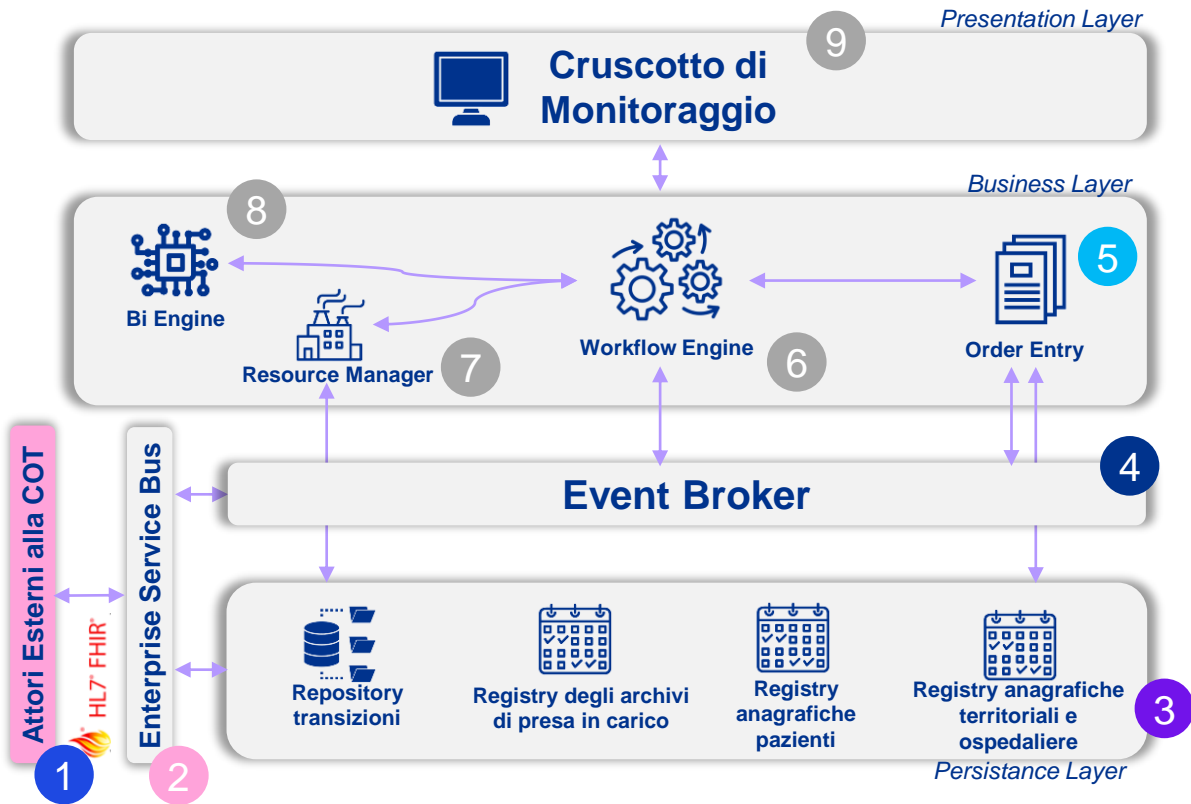 Presentation Layer
9
Cruscotto di
Monitoraggio
Business Layer
8
5
Bi Engine
Workflow Engine
Order Entry
6
Resource Manager
7
Attori Esterni alla COT
HL7® FHIR®
Enterprise Service Bus
4
Event Broker
Repository
transizioni
Registry degli archivi
di presa in carico
Registry
anagrafiche
pazienti
Registry anagrafiche
territoriali e
ospedaliere
3
1
2
Persistance Layer